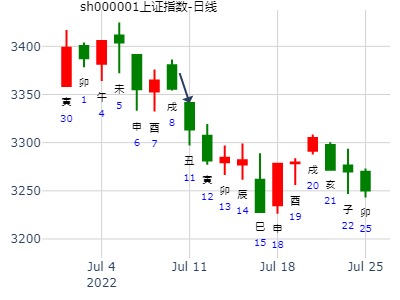 sh000001上证指数-日线
3400
3350
3300
3250
3200
寅
30
卯
1
午
4
未
5
申
6
酉
7
戌
8
丑
11
寅
12
卯
13
辰
14
巳
15
申
18
酉
19
戌
20
亥
21
子
22
卯
25
Jul 4
2022
Jul 11
Jul 18
Jul 25